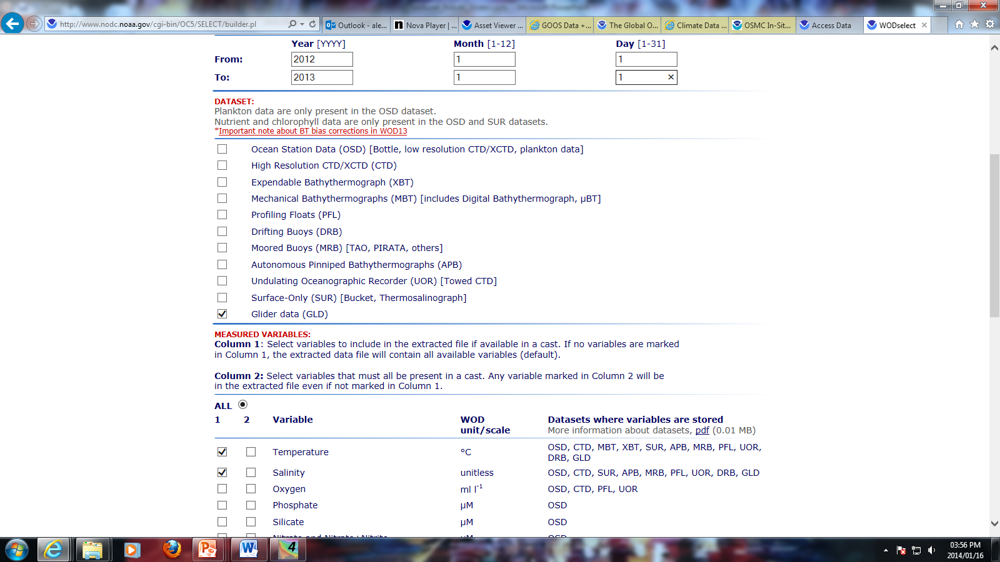 http://www.nodc.noaa.gov/cgi-bin/OC5/SELECT/builder.pl
Outlook - ale...
Nova Player | ...
Asset Viewer ...
GOOS Data +...
The Global O...
Climate Data ...
OSMC In-Sit...
Access Data
WODselect
Year [YYYY] Month [1-12] Day [1-31]
From: 2012 1 1
To: 2013 1 1
DATASET:
Plankton data are only present in the OSD dataset.
Nutrient and chlorophyll data are only present in the OSD and SUR datasets.
*Important note about BT bias corrections in WOD13
Ocean Station Data (OSD) [Bottle, low resolution CTD/XCTD, plankton data]
High Resolution CTD/XCTD (CTD)
Expendable Bathythermograph (XBT)
Mechanical Bathythermographs (MBT) [includes Digital Bathythermograph, µBT]
Profiling Floats (PFL)
Drifting Buoys (DRB)
Moored Buoys (MRB) [TAO, PIRATA, others]
Autonomous Pinniped Bathythermographs (APB)
Undulating Oceanographic Recorder (UOR) [Towed CTD]
Surface-Only (SUR) [Bucket, Thermosalinograph]
Glider data (GLD)
MEASURED VARIABLES:
Column 1: Select variables to include in the extracted file if available in a cast. If no variables are marked
in Column 1, the extracted data file will contain all available variables (default).
Column 2: Select variables that must all be present in a cast. Any variable marked in Column 2 will be
in the extracted file even if not marked in Column 1.
ALL
1 2 Variable WOD unit/scale Datasets where variables are stored
More information about datasets, pdf (0.01 MB)
Temperature °C OSD, CTD, MBT, XBT, SUR, APB, MRB, PFL, UOR,
DRB, GLD
Salinity unitless OSD, CTD, SUR, APB, MRB, PFL, UOR, DRB, GLD
Oxygen ml l-1 OSD, CTD, PFL, UOR
Phosphate µM OSD
Silicate µM OSD
03:56 PM
2014/01/16